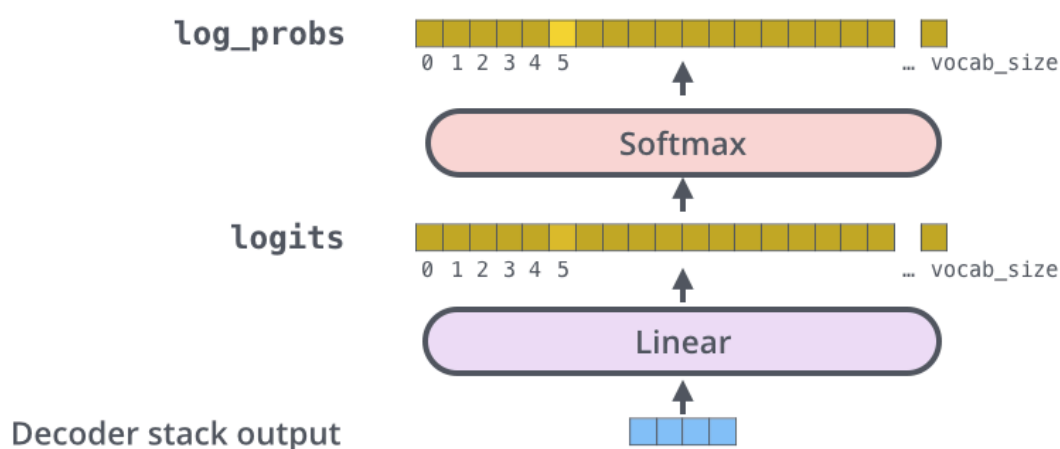 log_probs
0 1 2 3 4 5 … vocab_size
Softmax
logits
0 1 2 3 4 5 … vocab_size
Linear
Decoder stack output